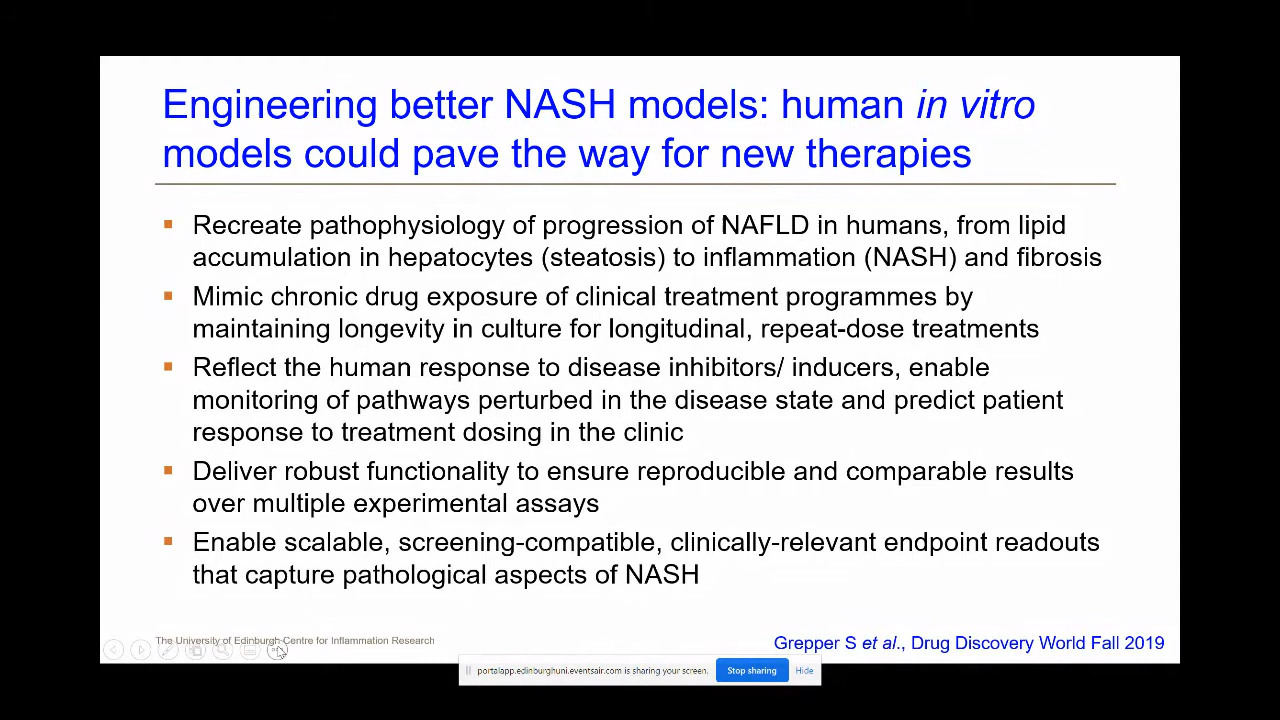 Engineering better NASH models: human in vitro
models could pave the way for new therapies
Recreate pathophysiology of progression of NAFLD in humans, from lipid
accumulation in hepatocytes (steatosis) to inflammation (NASH) and fibrosis
Mimic chronic drug exposure of clinical treatment programmes by
maintaining longevity in culture for longitudinal, repeat-dose treatments
Reflect the human response to disease inhibitors/ inducers, enable
monitoring of pathways perturbed in the disease state and predict patient
response to treatment dosing in the clinic
Deliver robust functionality to ensure reproducible and comparable results
over multiple experimental assays
Enable scalable, screening-compatible, clinically-relevant endpoint readouts
that capture pathological aspects of NASH
The University of Edinburgh Centre for Inflammation Research
Grepper S et al., Drug Discovery World Fall 2019
portalapp.edinburghuni.eventsair.com is sharing your screen.
Stop sharing
Hide